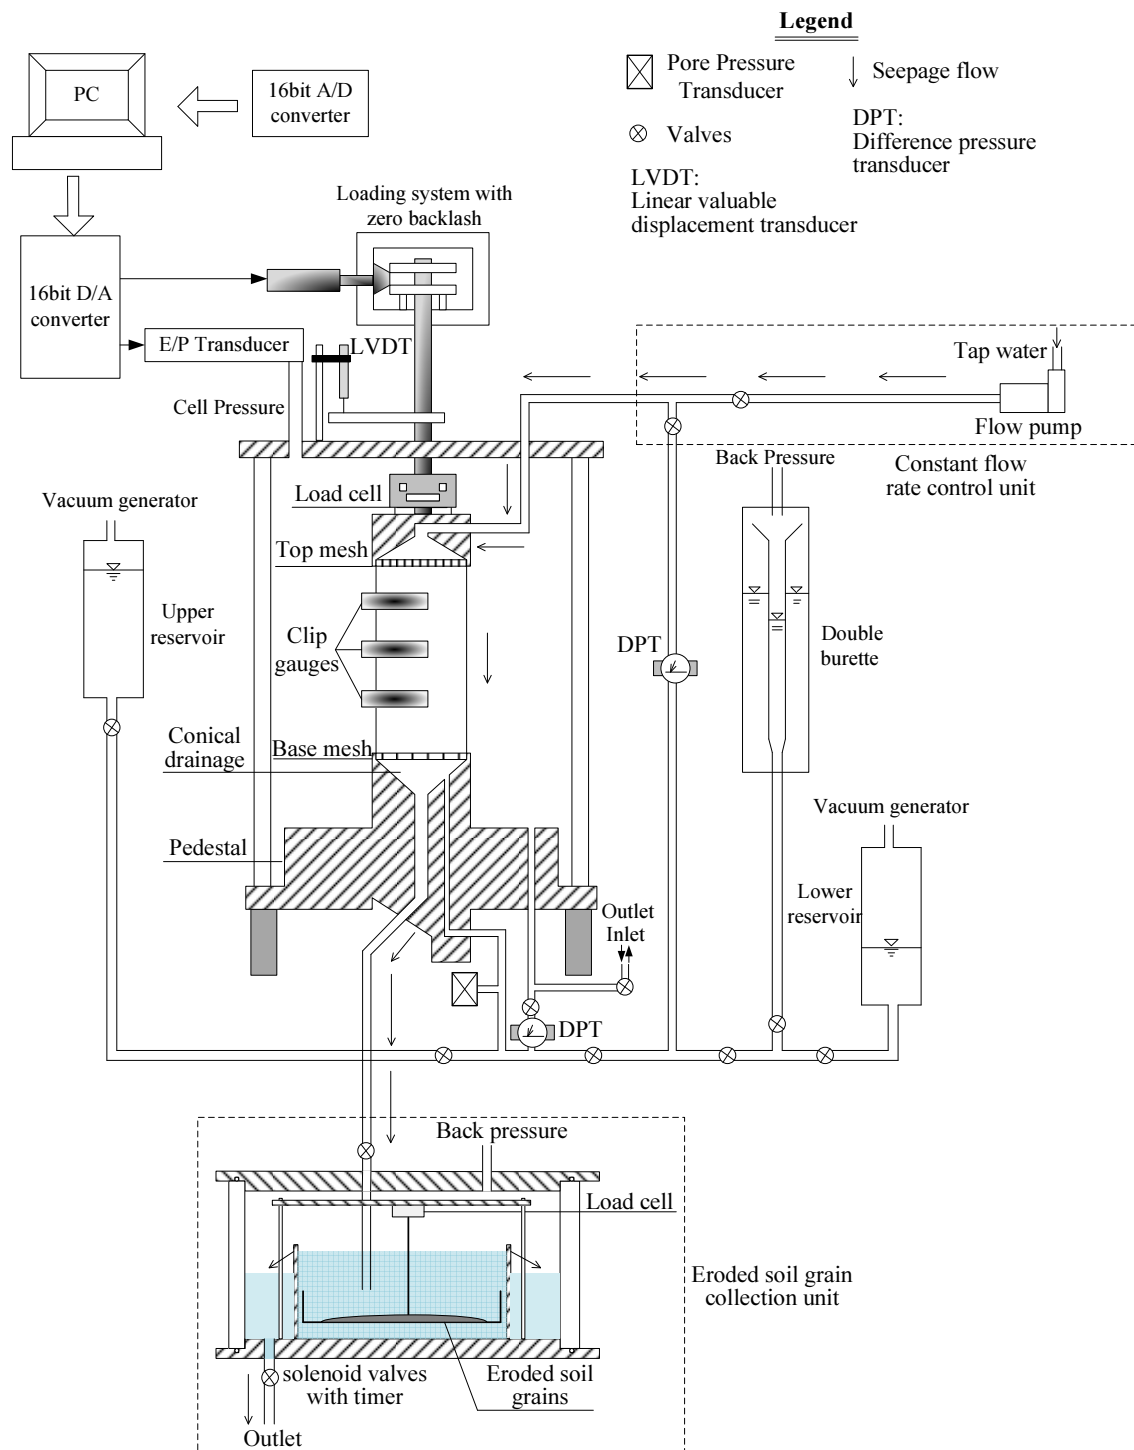 Legend
Pore Pressure
Transducer
Seepage flow
Valves
DPT:
Difference pressure
transducer
LVDT:
Linear valuable
displacement transducer
PC
16bit A/D
converter
Loading system with
zero backlash
16bit D/A
converter
E/P Transducer
LVDT
Cell Pressure
Tap water
Flow pump
Constant flow
rate control unit
Back Pressure
Load cell
Vacuum generator
Top mesh
Upper
reservoir
Clip
gauges
DPT
Double
burette
Conical
drainage
Base mesh
Vacuum generator
Pedestal
Lower
reservoir
Outlet
Inlet
DPT
Back pressure
Load cell
Eroded soil grain
collection unit
solenoid valves
with timer
Eroded soil
grains
Outlet